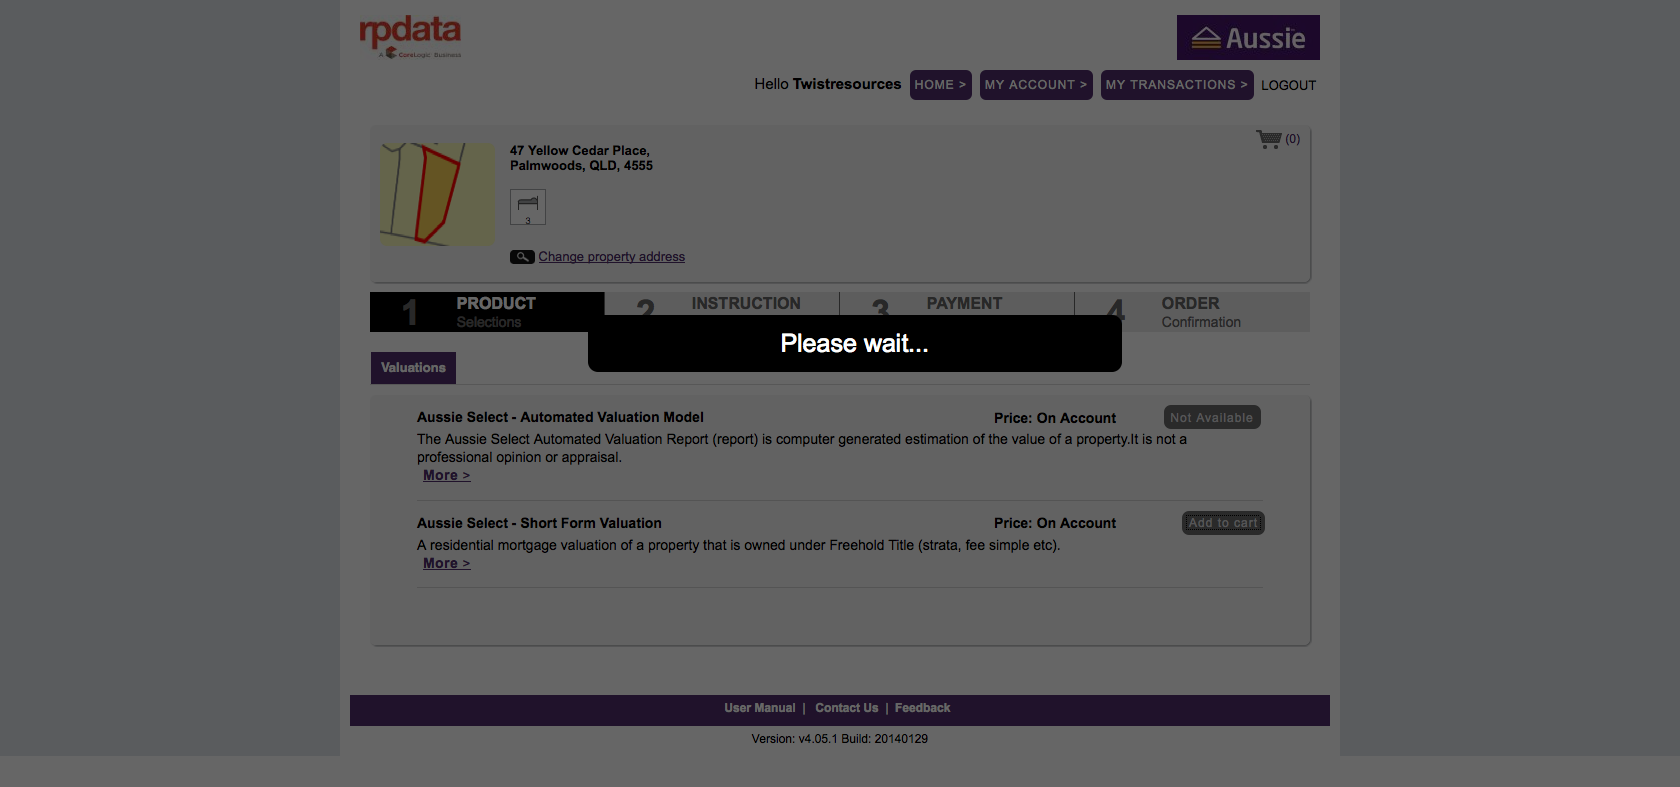 rpdata
A CoreLogic Business
Aussie
Hello Twistresources HOME > MY ACCOUNT > MY TRANSACTIONS > LOGOUT
(0)
47 Yellow Cedar Place,
Palmwoods, QLD, 4555
3
Change property address
1 PRODUCT
Selections
2 INSTRUCTION
3 PAYMENT
4 ORDER
Confirmation
Please wait...
Valuations
Aussie Select - Automated Valuation Model Price: On Account Not Available
The Aussie Select Automated Valuation Report (report) is computer generated estimation of the value of a property.It is not a
professional opinion or appraisal.
More >
Aussie Select - Short Form Valuation Price: On Account Add to cart
A residential mortgage valuation of a property that is owned under Freehold Title (strata, fee simple etc).
More >
User Manual | Contact Us | Feedback
Version: v4.05.1 Build: 20140129